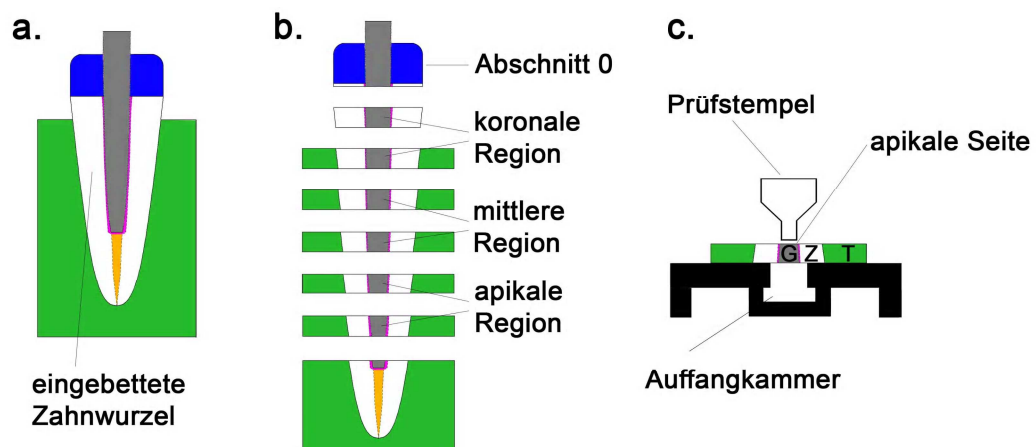 a.
eingebettete
Zahnwurzel
b.
Abschnitt 0
koronale
Region
mittlere
Region
apikale
Region
c.
Prüfstempel
apikale Seite
G Z T
Auffangkammer